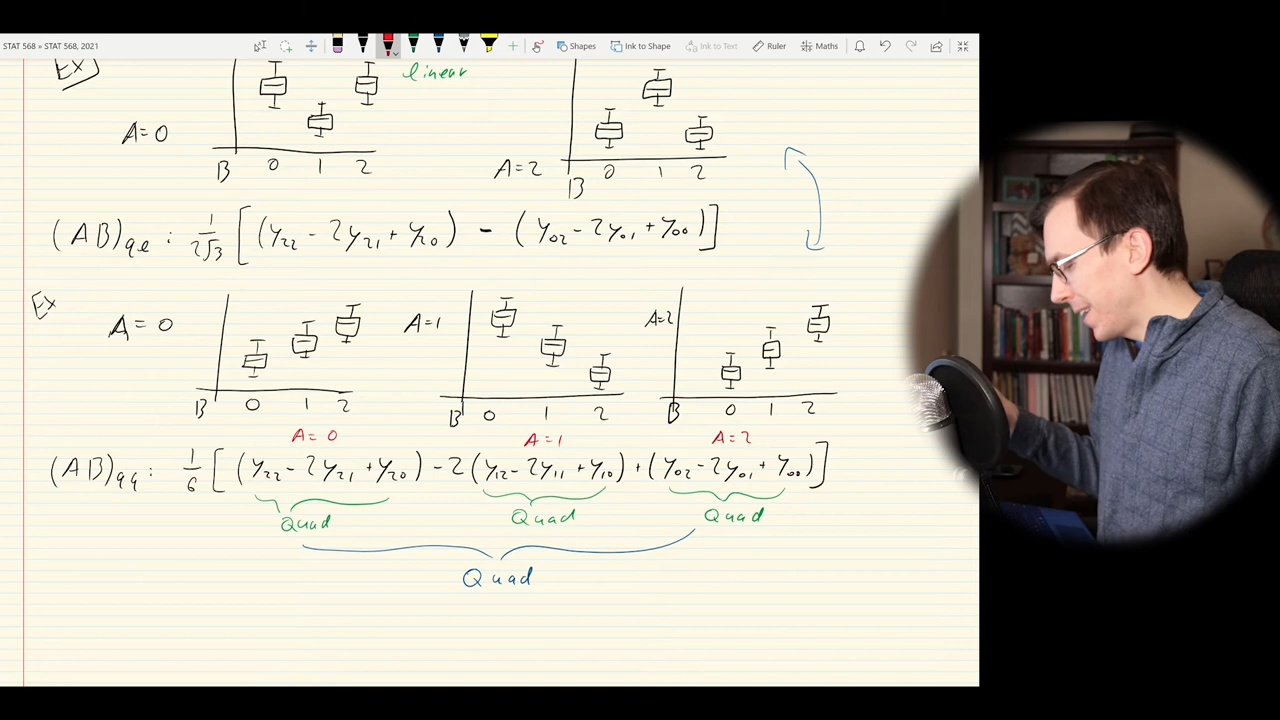 STAT 568 » STAT 568, 2021
Shapes Ink to Shape Ink to Text Ruler Maths
Ex linear
A=0 B 0 1 2
A=2 B 0 1 2
(AB)qe : 1/2√3 [(y22 - 2y21 + y20) - (y02 - 2y01 + y00)]
Ex A=0 A=1 A=2
B 0 1 2 B 0 1 2 B 0 1 2
A=0 A=1 A=2
(AB)qq : 1/6 [(y22 - 2y21 + y20) - 2(y12 - 2y11 + y10) + (y02 - 2y01 + y00)]
Quad Quad Quad
Quad